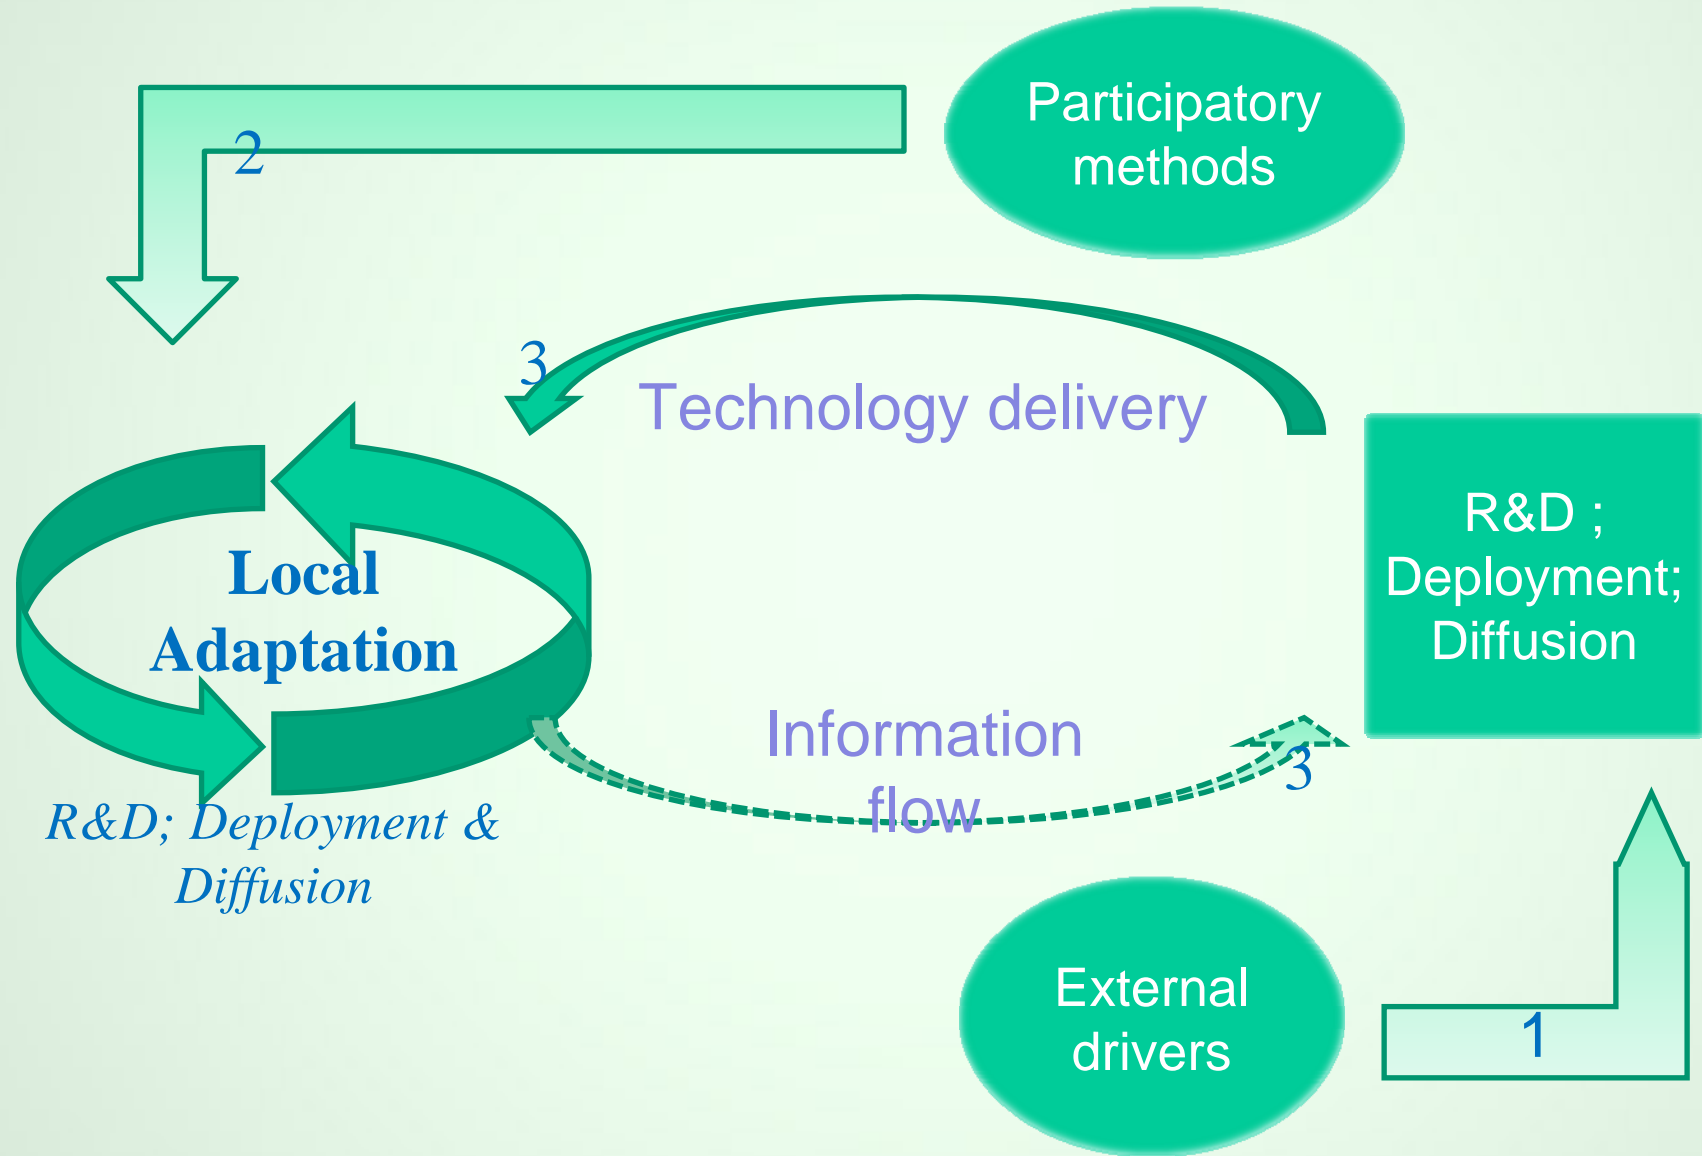 Participatory
methods
2
3
Technology delivery
R&D ;
Deployment;
Diffusion
Local
Adaptation
Information
flow
3
R&D; Deployment &
Diffusion
External
drivers
1